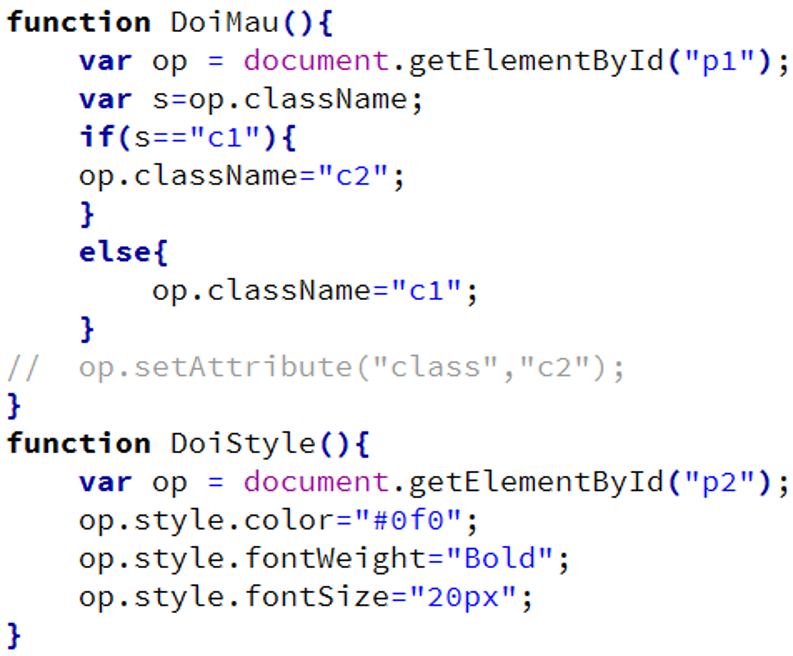 function DoiMau(){
    var op = document.getElementById("p1");
    var s=op.className;
    if(s=="c1"){
    op.className="c2";
    }
    else{
        op.className="c1";
    }
//  op.setAttribute("class","c2");
}
function DoiStyle(){
    var op = document.getElementById("p2");
    op.style.color="#0f0";
    op.style.fontWeight="Bold";
    op.style.fontSize="20px";
}